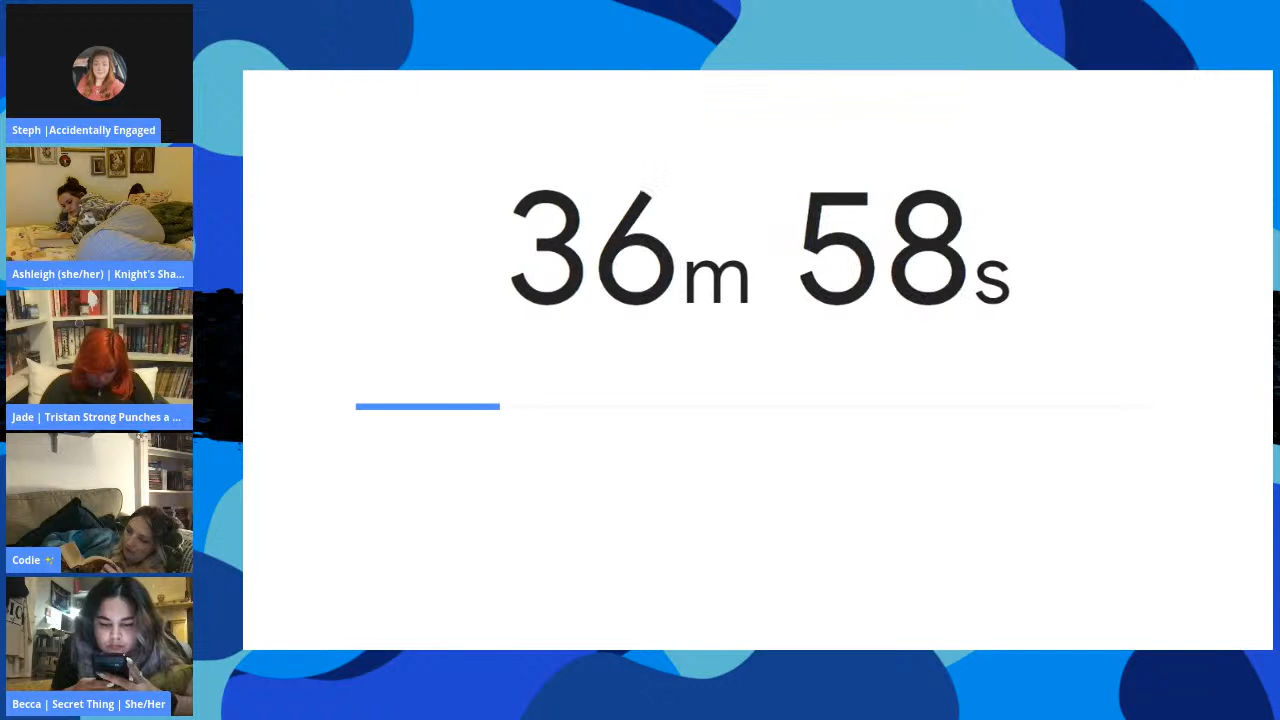 Steph |Accidentally Engaged
Ashleigh (she/her) | Knight's Sha...
Jade | Tristan Strong Punches a ...
Codie ✨
Becca | Secret Thing | She/Her
36m 58s